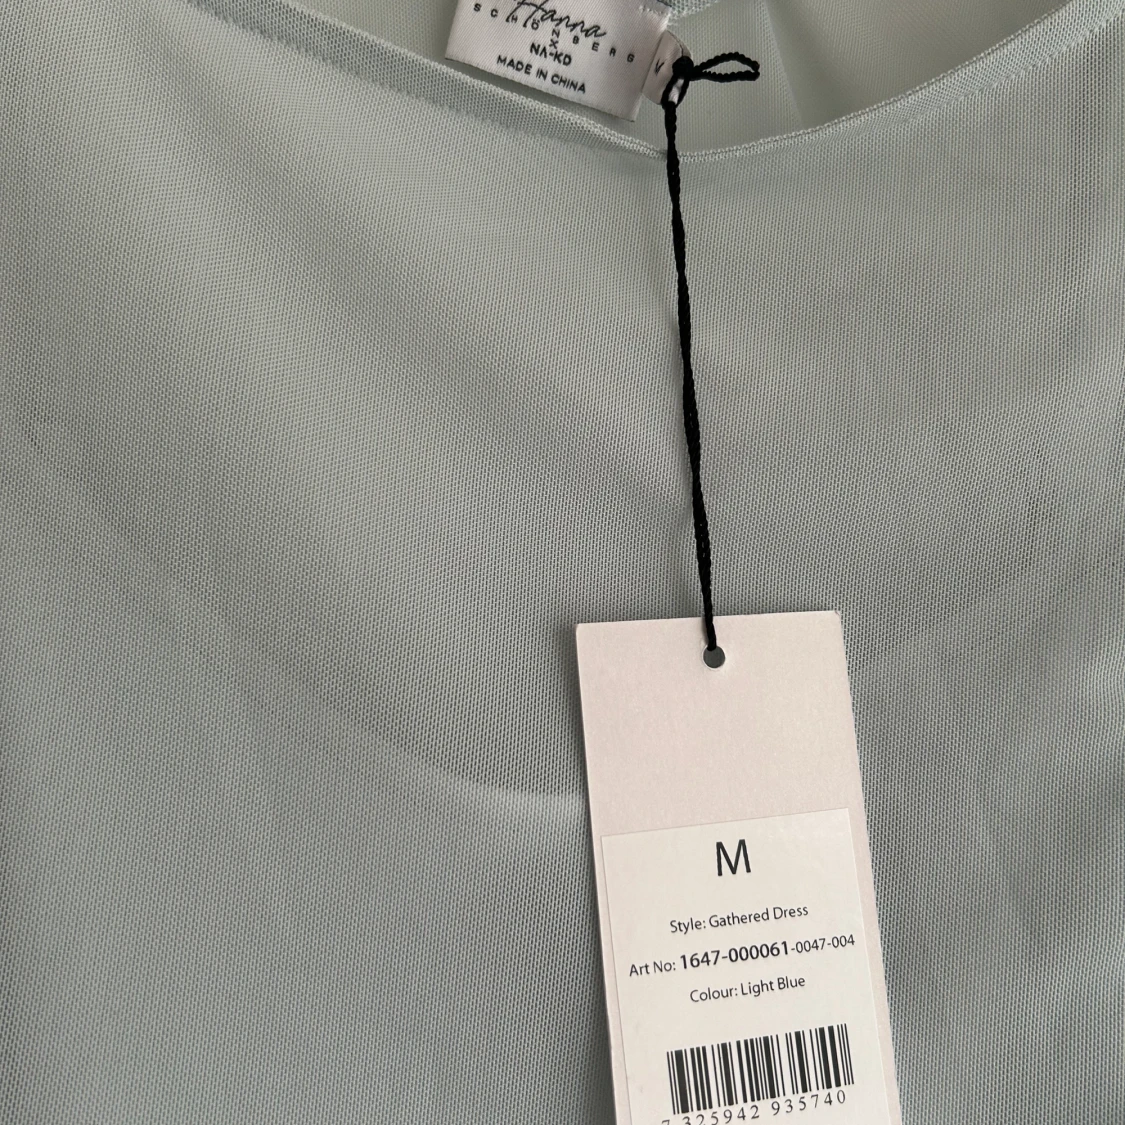 Hanna
SCHÖNBERG
X
NA-KD
MADE IN CHINA
M
Style: Gathered Dress
Art No: 1647-000061-0047-004
Colour: Light Blue
7 325942 935740